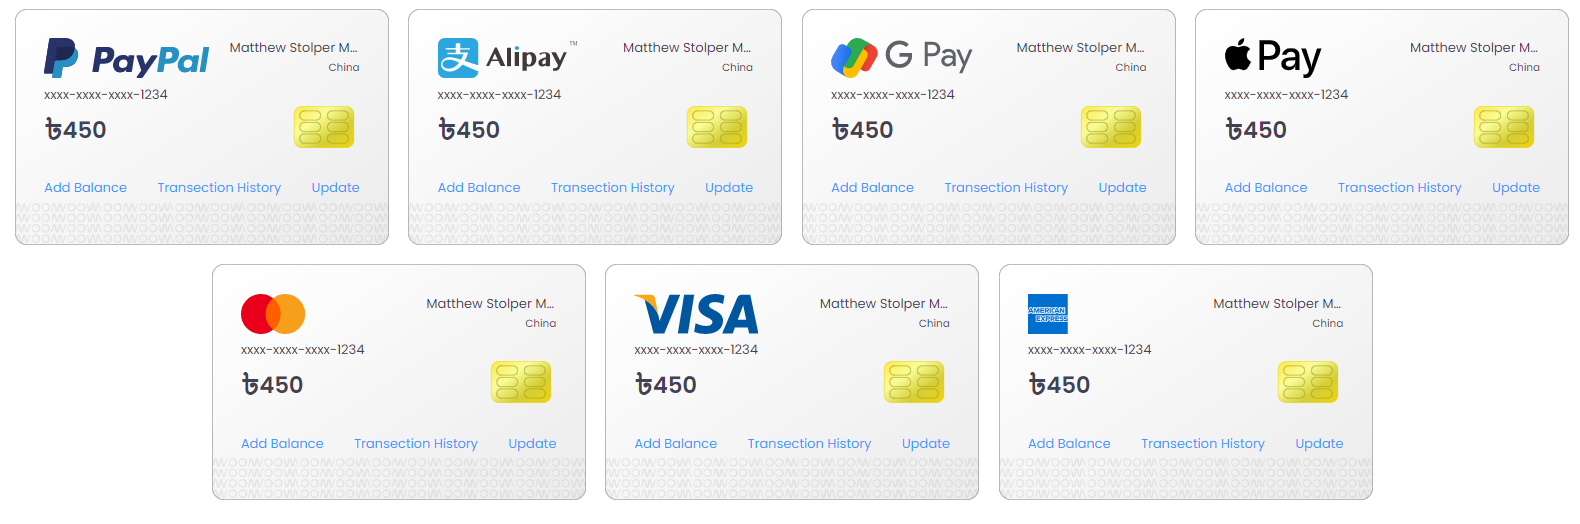 PayPal
Matthew Stolper M...
China
xxxx-xxxx-xxxx-1234
৳450
Add Balance Transection History Update
支 Alipay ™
Matthew Stolper M...
China
xxxx-xxxx-xxxx-1234
৳450
Add Balance Transection History Update
G Pay
Matthew Stolper M...
China
xxxx-xxxx-xxxx-1234
৳450
Add Balance Transection History Update
Pay
Matthew Stolper M...
China
xxxx-xxxx-xxxx-1234
৳450
Add Balance Transection History Update
Matthew Stolper M...
China
xxxx-xxxx-xxxx-1234
৳450
Add Balance Transection History Update
VISA
Matthew Stolper M...
China
xxxx-xxxx-xxxx-1234
৳450
Add Balance Transection History Update
AMERICAN
EXPRESS
Matthew Stolper M...
China
xxxx-xxxx-xxxx-1234
৳450
Add Balance Transection History Update